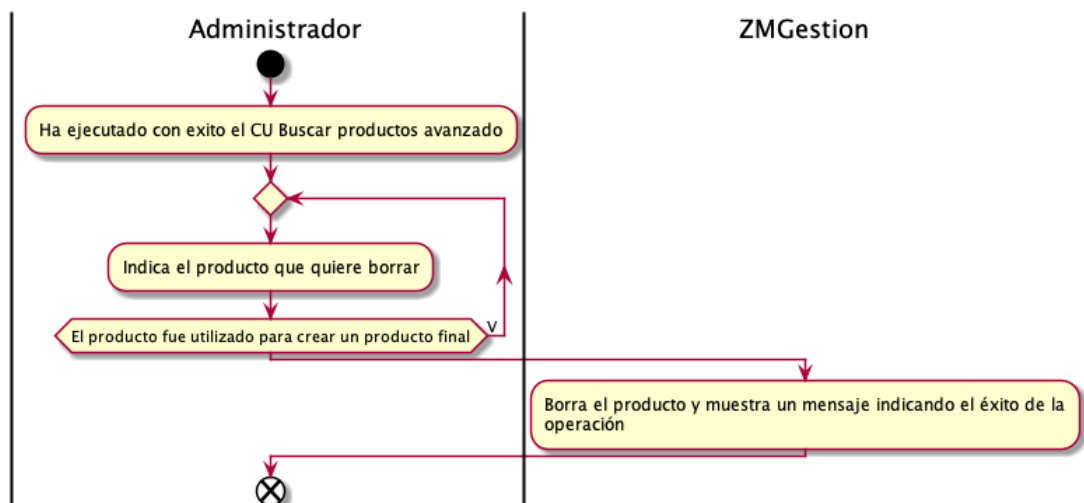 Administrador
ZMGestion
Ha ejecutado con exito el CU Buscar productos avanzado
Indica el producto que quiere borrar
El producto fue utilizado para crear un producto final
V
Borra el producto y muestra un mensaje indicando el éxito de la
operación